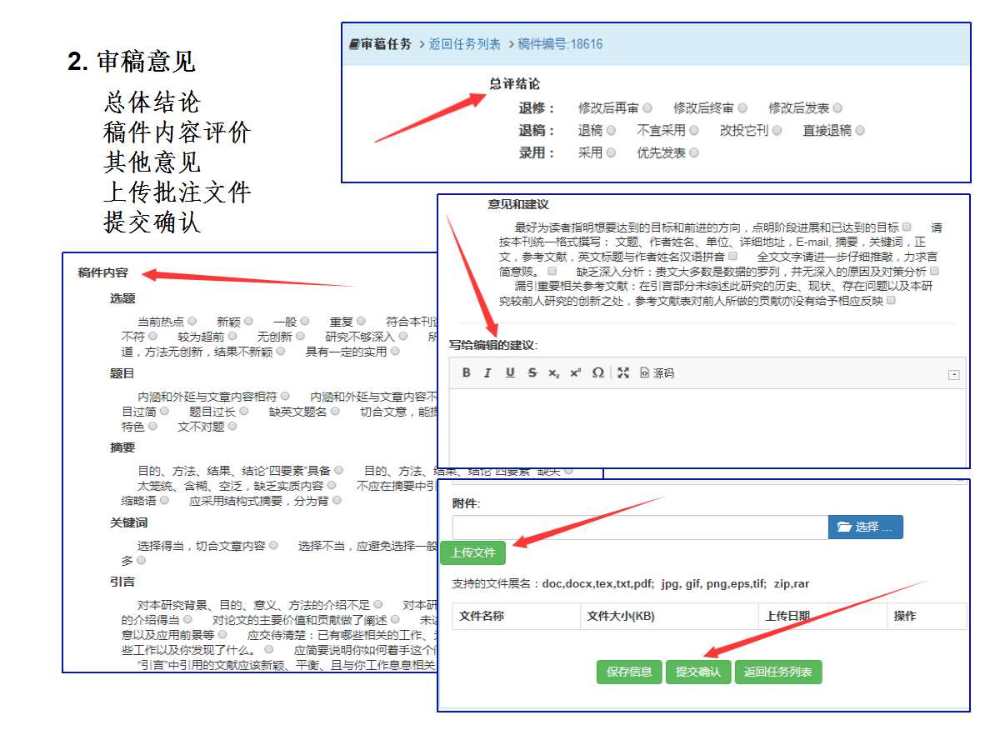 2. 审稿意见
总体结论
稿件内容评价
其他意见
上传批注文件
提交确认
审稿任务 > 返回任务列表 > 稿件编号:18616
总评结论
退修： 修改后再审 修改后终审 修改后发表
退稿： 退稿 不宜采用 改投它刊 直接退稿
录用： 采用 优先发表
稿件内容
选题
当前热点 新颖 一般 重复 符合本刊
不符 较为超前 无创新 研究不够深入
道，方法无创新，结果不新颖 具有一定的实用
题目
内涵和外延与文章内容相符 内涵和外延与文章内容不
目过简 题目过长 缺英文题名 切合文意，能
特色 文不对题
摘要
目的、方法、结果、结论“四要素”具备 目的、方法、结果、结论“四要素”缺失
太笼统、含糊、空泛，缺乏实质内容 不应在摘要中引
缩略语 应采用结构式摘要，分为背
关键词
选择得当，切合文章内容 选择不当，应避免选择一般
多
引言
对本研究背景、目的、意义、方法的介绍不足 对本研
的介绍得当 对论文的主要价值和贡献做了阐述 未
意以及应用前景等 应交待清楚：已有哪些相关的工作、
些工作以及你发现了什么。 应简要说明你如何着手这个
“引言”中引用的文献应该新颖、平衡、且与你工作息息相关
意见和建议
最好为读者指明想要达到的目标和前进的方向，点明阶段进展和已达到的目标 请
按本刊统一格式撰写： 文题、作者姓名、单位、详细地址，E-mail, 摘要，关键词，正
文，参考文献，英文标题与作者姓名汉语拼音 全文文字请进一步仔细推敲，力求言
简意赅。 缺乏深入分析：贵文大多数是数据的罗列，并无深入的原因及对策分析
漏引重要相关参考文献：在引言部分未综述此研究的历史、现状、存在问题以及本研
究较前人研究的创新之处，参考文献表对前人所做的贡献亦没有给予相应反映
写给编辑的建议:
B I U S x₂ x² Ω 源码
附件:
选择 ...
上传文件
支持的文件展名：doc,docx,tex,txt,pdf; jpg, gif, png,eps,tif; zip,rar
文件名称 文件大小(KB) 上传日期 操作
保存信息 提交确认 返回任务列表